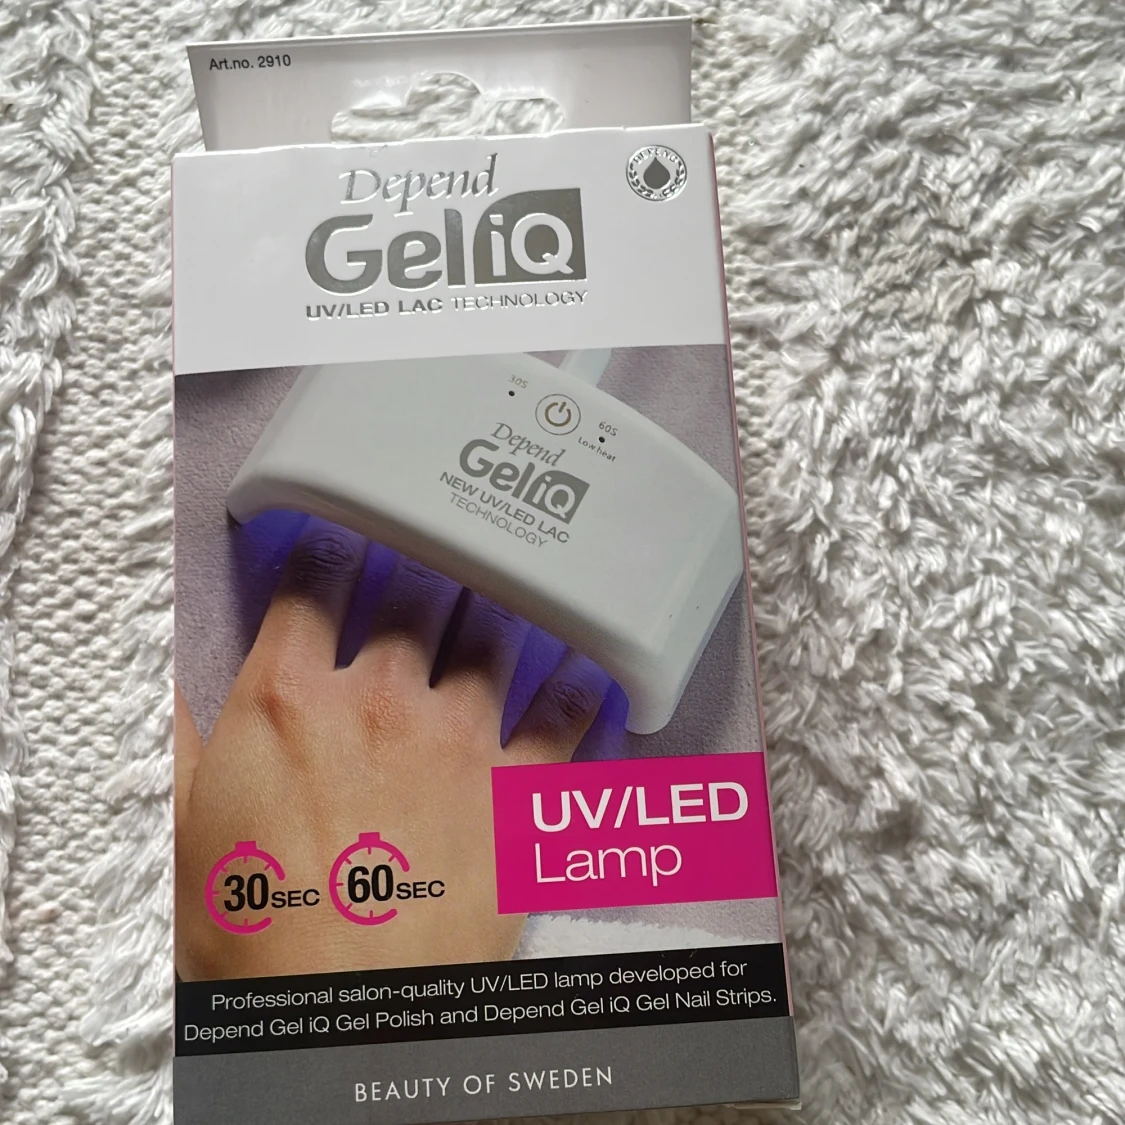 Art.no. 2910
Depend
Gel iQ
UV/LED LAC TECHNOLOGY
30S
60S
Low heat
Depend
Gel iQ
NEW UV/LED LAC
TECHNOLOGY
UV/LED
Lamp
30SEC 60SEC
Professional salon-quality UV/LED lamp developed for
Depend Gel iQ Gel Polish and Depend Gel iQ Gel Nail Strips.
BEAUTY OF SWEDEN